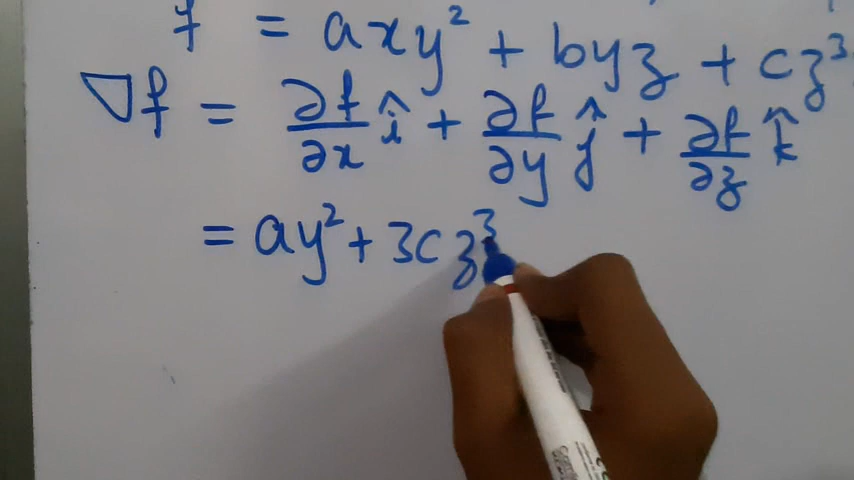 f = axy² + byz + cz³
∇f = ∂f/∂x î + ∂f/∂y ĵ + ∂f/∂z k̂
= ay² + 3cz³